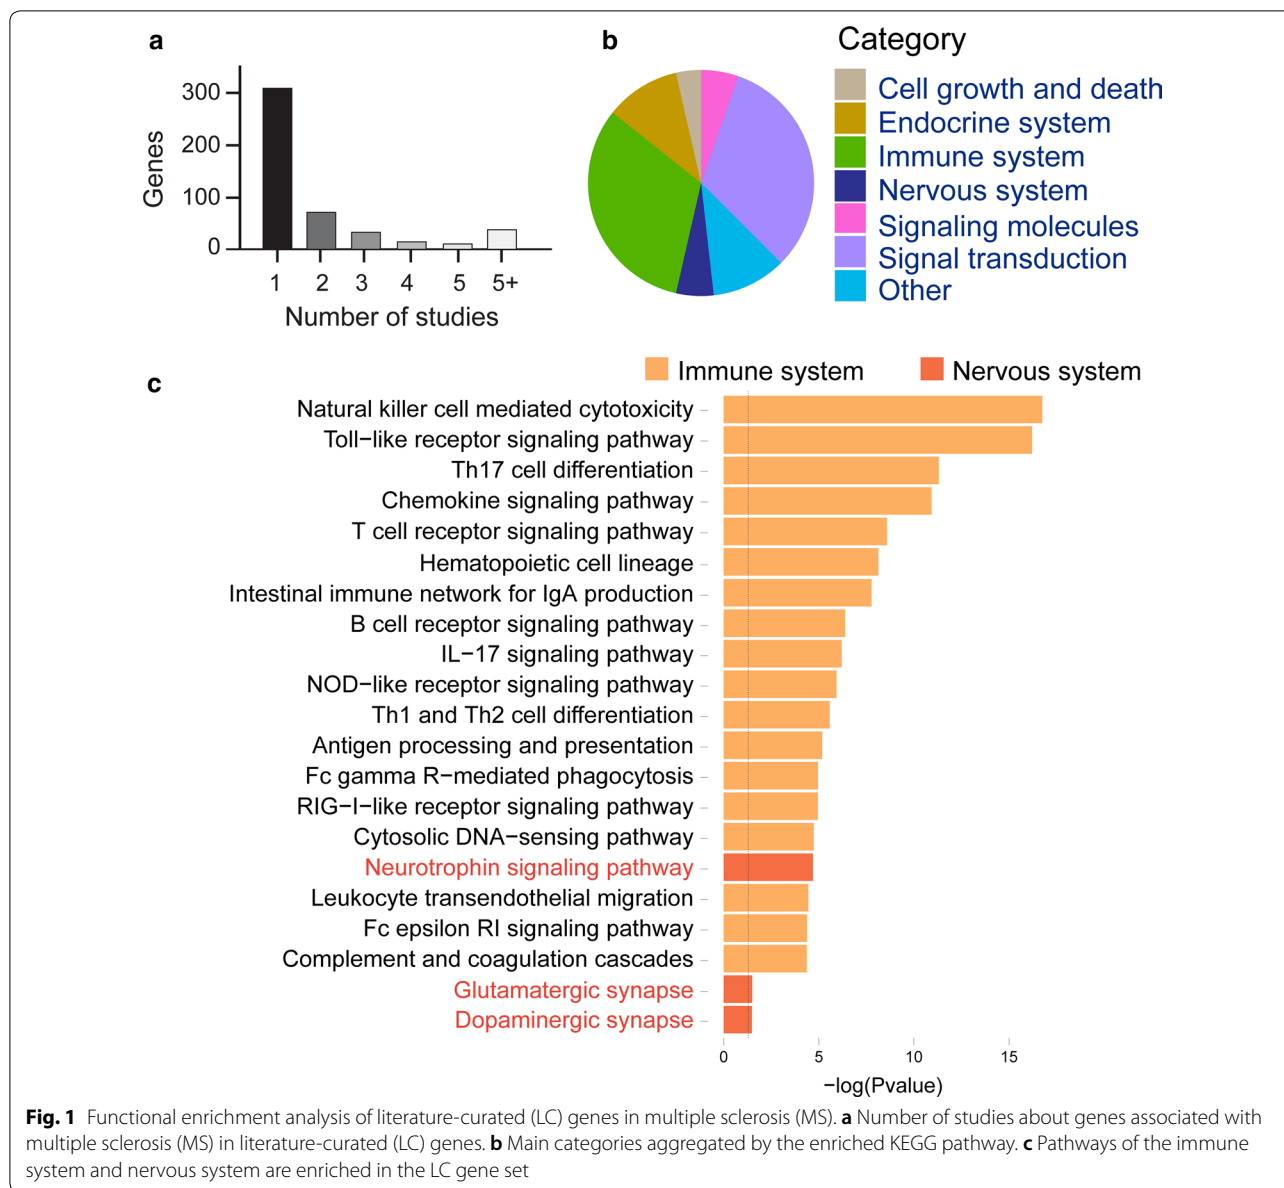 a
300
200
100
0
Genes
1 2 3 4 5 5+
Number of studies
b
Category
Cell growth and death
Endocrine system
Immune system
Nervous system
Signaling molecules
Signal transduction
Other
c
Immune system Nervous system
Natural killer cell mediated cytotoxicity
Toll−like receptor signaling pathway
Th17 cell differentiation
Chemokine signaling pathway
T cell receptor signaling pathway
Hematopoietic cell lineage
Intestinal immune network for IgA production
B cell receptor signaling pathway
IL−17 signaling pathway
NOD−like receptor signaling pathway
Th1 and Th2 cell differentiation
Antigen processing and presentation
Fc gamma R−mediated phagocytosis
RIG−I−like receptor signaling pathway
Cytosolic DNA−sensing pathway
Neurotrophin signaling pathway
Leukocyte transendothelial migration
Fc epsilon RI signaling pathway
Complement and coagulation cascades
Glutamatergic synapse
Dopaminergic synapse
0 5 10 15
−log(Pvalue)
Fig. 1 Functional enrichment analysis of literature-curated (LC) genes in multiple sclerosis (MS). a Number of studies about genes associated with
multiple sclerosis (MS) in literature-curated (LC) genes. b Main categories aggregated by the enriched KEGG pathway. c Pathways of the immune
system and nervous system are enriched in the LC gene set